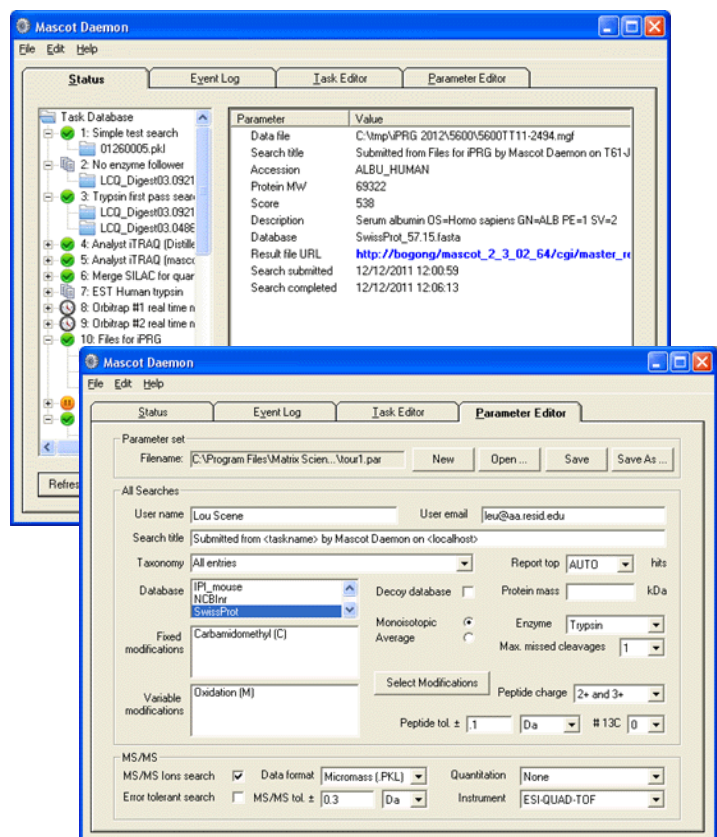 Mascot Daemon
File Edit Help
Status Event Log Task Editor Parameter Editor
Task Database
1: Simple test search
01260005.pkl
2: No enzyme follower
LCQ_Digest03.0921
3: Trypsin first pass sear
LCQ_Digest03.0921
LCQ_Digest03.0486
4: Analyst iTRAQ (Distille
5: Analyst iTRAQ (masco
6: Merge SILAC for quar
7: EST Human trypsin
8: Orbitrap #1 real time n
9: Orbitrap #2 real time n
10: Files for iPRG
Parameter Value
Data file C:\tmp\iPRG 2012\5600\5600TT11-2494.mgf
Search title Submitted from Files for iPRG by Mascot Daemon on T61-J
Accession ALBU_HUMAN
Protein MW 69322
Score 538
Description Serum albumin OS=Homo sapiens GN=ALB PE=1 SV=2
Database SwissProt_57.15.fasta
Result file URL http://bogong/mascot_2_3_02_64/cgi/master_re
Search submitted 12/12/2011 12:00:59
Search completed 12/12/2011 12:06:13
Refres
Mascot Daemon
File Edit Help
Status Event Log Task Editor Parameter Editor
Parameter set
Filename: C:\Program Files\Matrix Scien...\tour1.par New Open ... Save Save As ...
All Searches
User name Lou Scene User email leu@aa.resid.edu
Search title Submitted from <taskname> by Mascot Daemon on <localhost>
Taxonomy All entries Report top AUTO hits
Database IPI_mouse
NCBInr
SwissProt
Decoy database Protein mass kDa
Monoisotopic
Average
Enzyme Trypsin
Max. missed cleavages 1
Fixed modifications Carbamidomethyl (C)
Select Modifications
Peptide charge 2+ and 3+
Variable modifications Oxidation (M)
Peptide tol. ± .1 Da # 13C 0
MS/MS
MS/MS Ions search Data format Micromass (.PKL) Quantitation None
Error tolerant search MS/MS tol. ± 0.3 Da Instrument ESI-QUAD-TOF